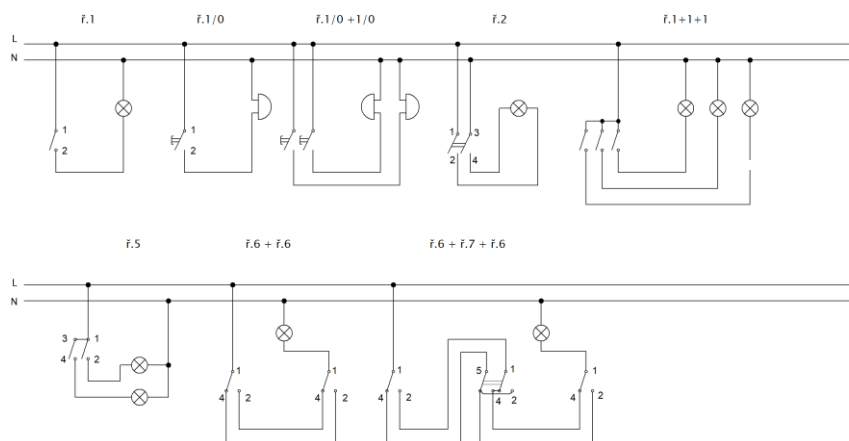 ř.1 ř.1/0 ř.1/0 +1/0 ř.2 ř.1+1+1
L
N
1 1 1 3
2 2 2 4
ř.5 ř.6 + ř.6 ř.6 + ř.7 + ř.6
L
N
3 1
4 2
1 1 5 1 1
4 2 4 2 4 4 2 4 2